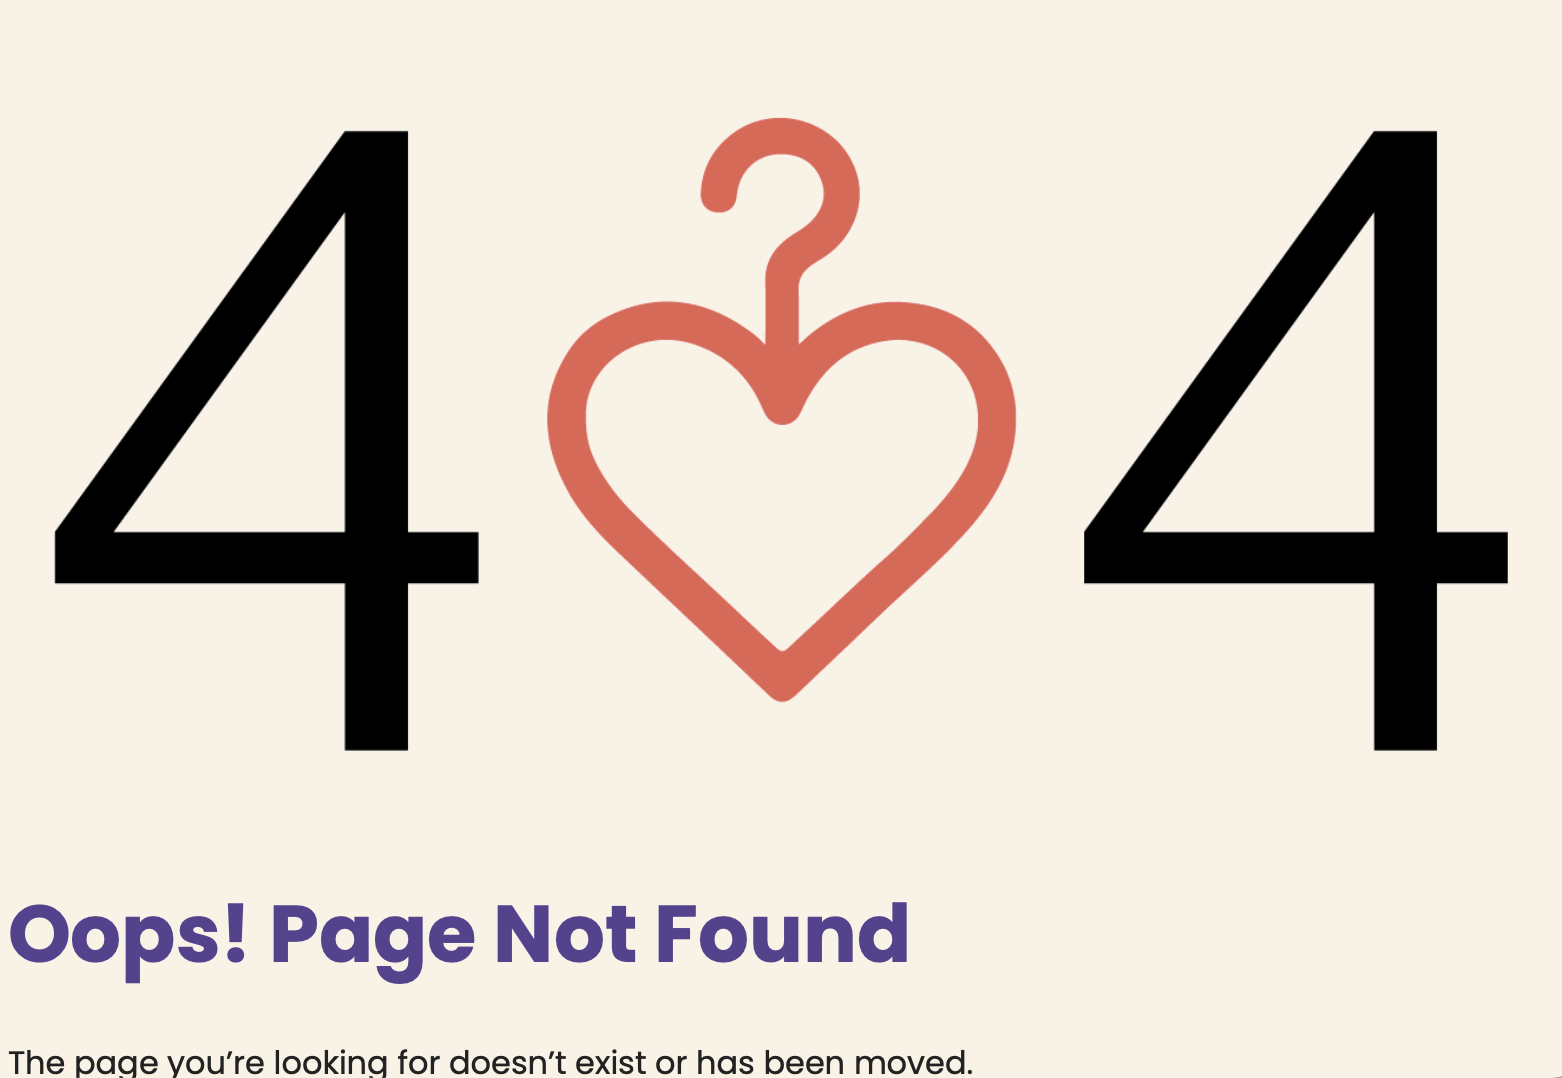 4 4
Oops! Page Not Found
The page you’re looking for doesn’t exist or has been moved.